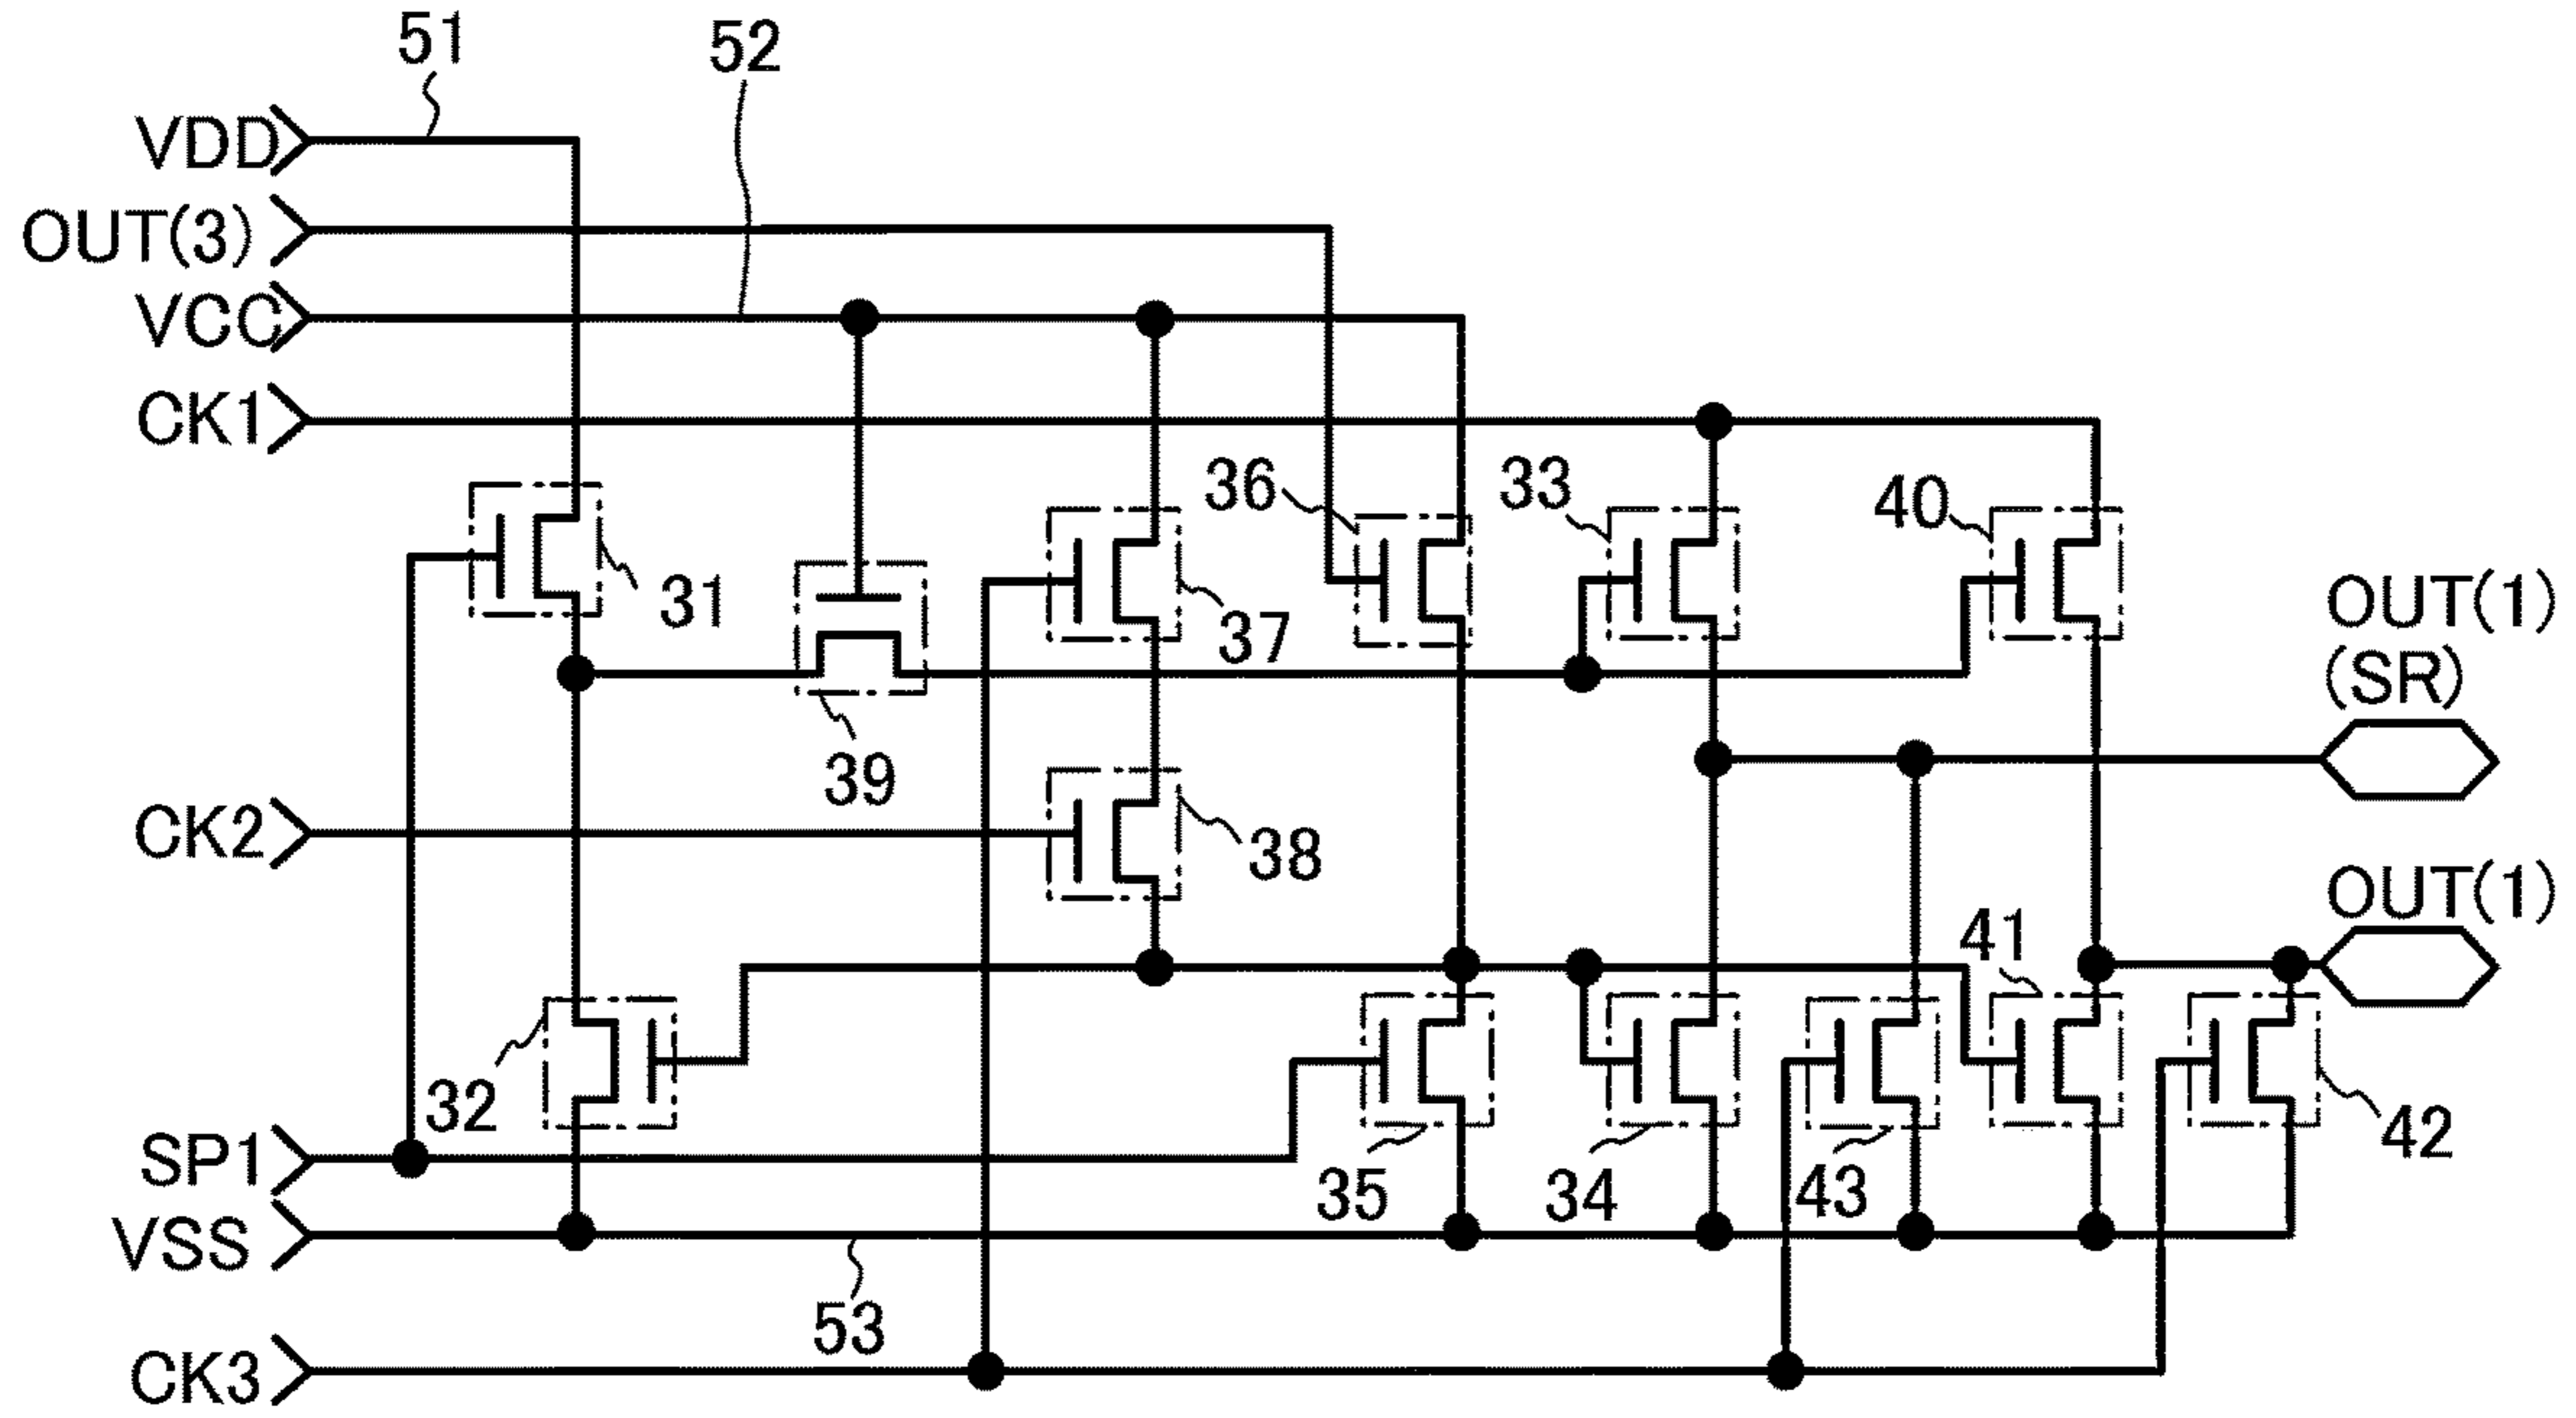 51
52
VDD
OUT(3)
VCC
CK1
36
33
40
31
37
OUT(1)
(SR)
39
CK2
38
OUT(1)
41
32
SP1
35
34
43
42
VSS
53
CK3